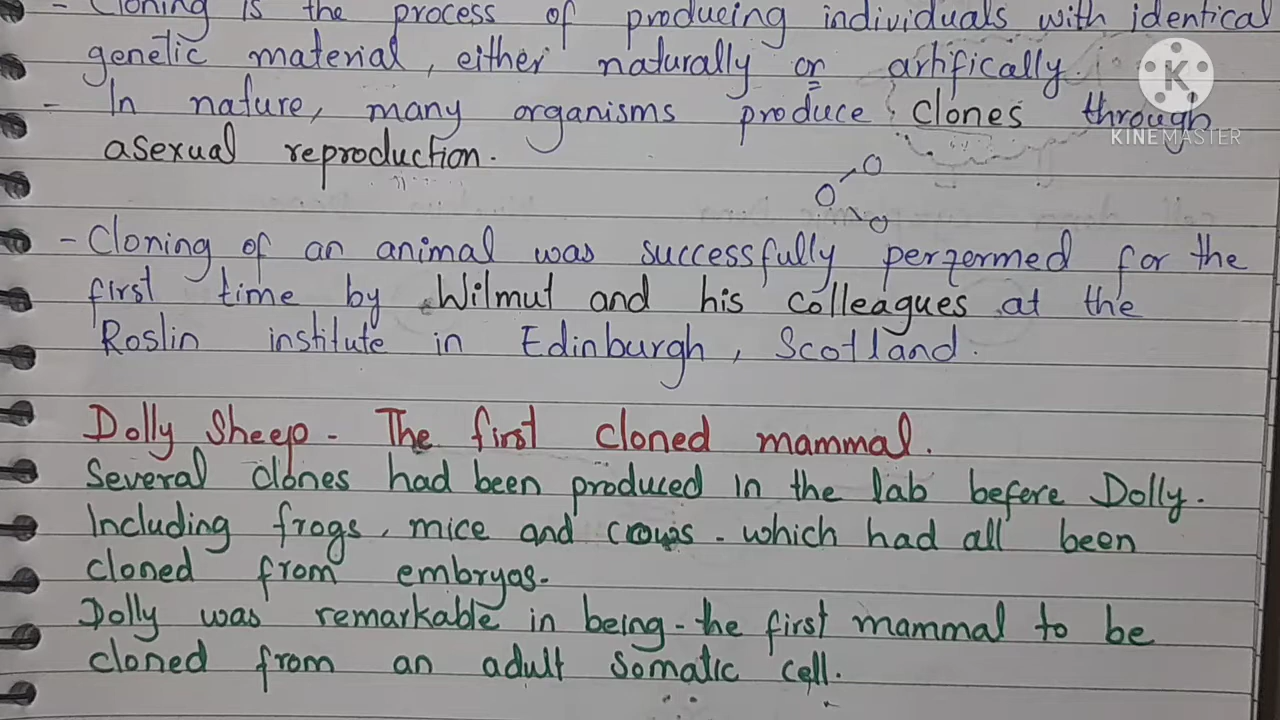 - Cloning is the process of producing individuals with identical
genetic material, either naturally or artifically.
- In nature, many organisms produce clones through
asexual reproduction.
- Cloning of an animal was successfully perzormed for the
first time by Wilmut and his colleagues at the
Roslin institute in Edinburgh, Scotland.
Dolly Sheep - The first cloned mammal.
Several clones had been produced in the lab before Dolly.
Including frogs, mice and cows - which had all been
cloned from embryos.
Dolly was remarkable in being - the first mammal to be
cloned from an adult somatic cell.
K
KINEMASTER